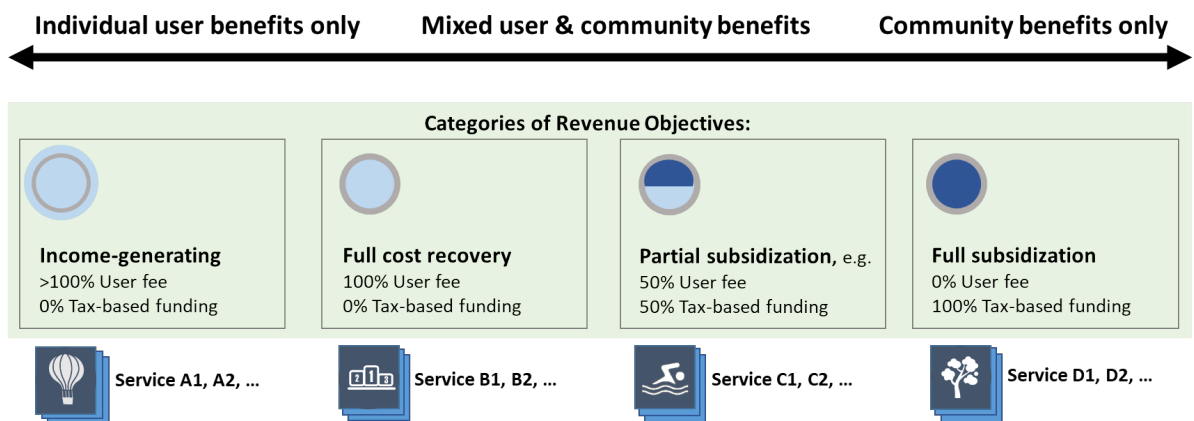 Individual user benefits only
Mixed user & community benefits
Community benefits only
Categories of Revenue Objectives:
Income-generating
>100% User fee
0% Tax-based funding
Full cost recovery
100% User fee
0% Tax-based funding
Partial subsidization, e.g.
50% User fee
50% Tax-based funding
Full subsidization
0% User fee
100% Tax-based funding
Service A1, A2, ...
2 1 3
Service B1, B2, ...
Service C1, C2, ...
Service D1, D2, ...